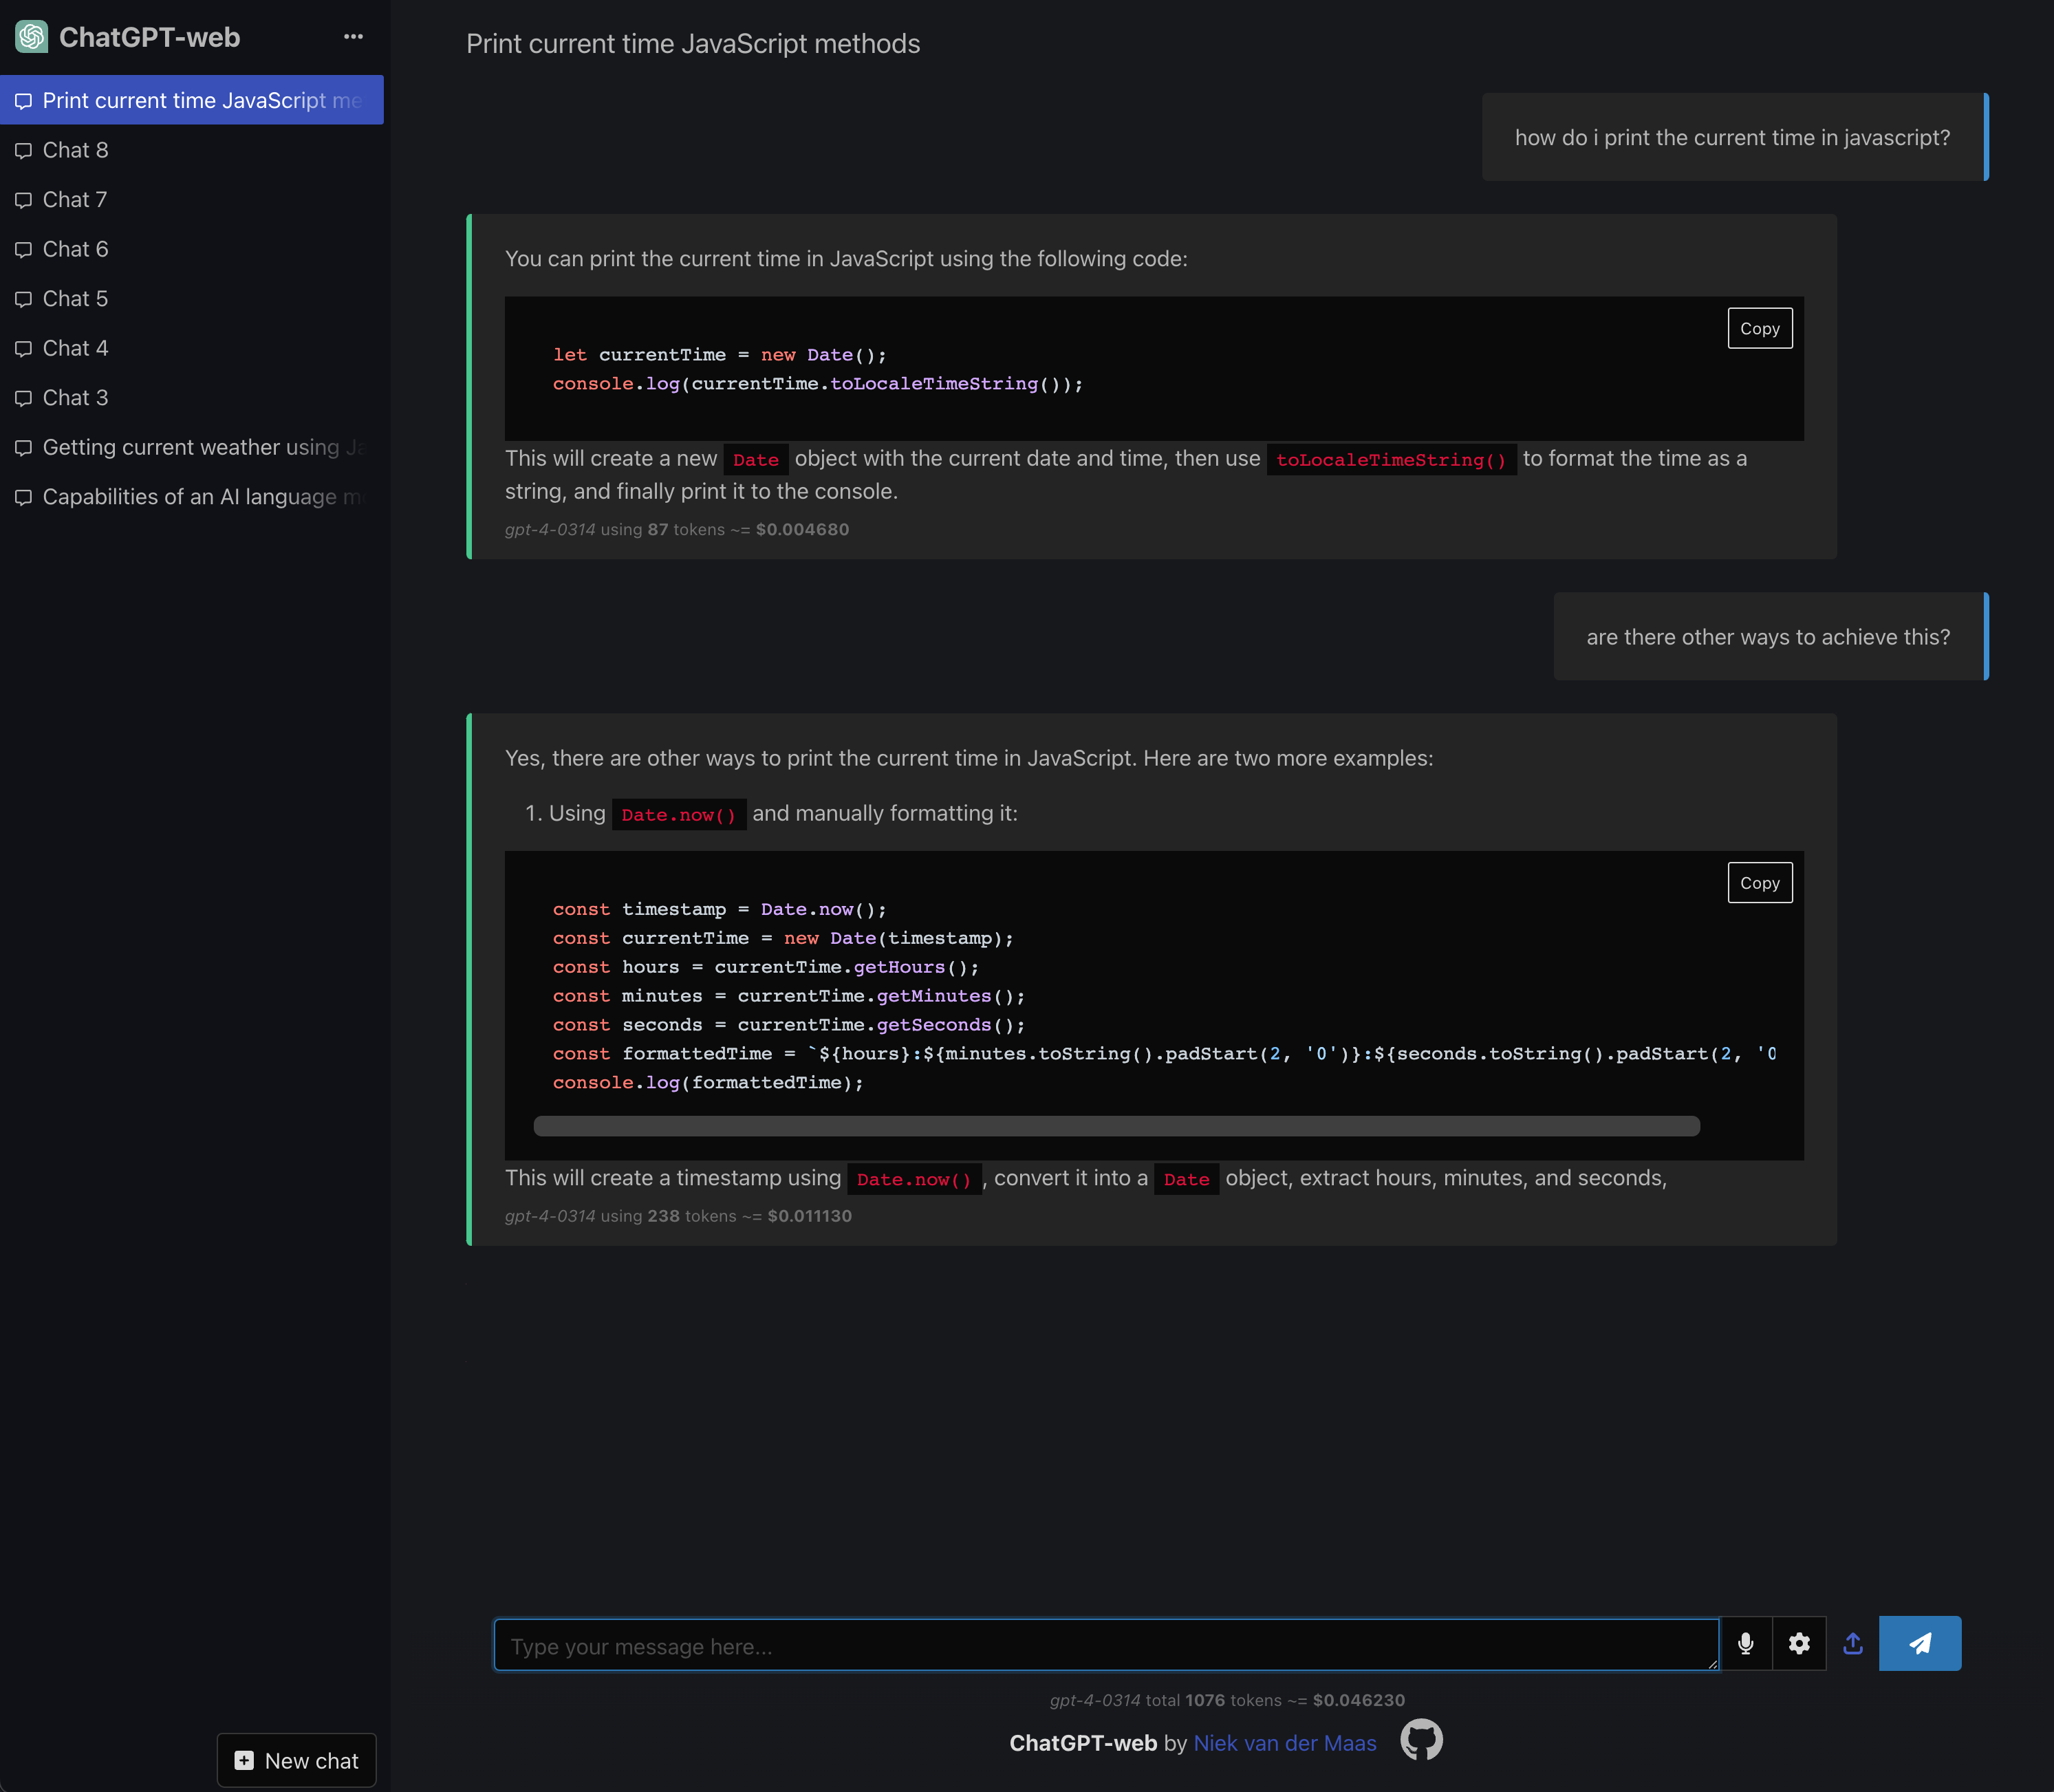 ChatGPT-web
Print current time JavaScript me
Chat 8
Chat 7
Chat 6
Chat 5
Chat 4
Chat 3
Getting current weather using Ja
Capabilities of an AI language m
New chat
Print current time JavaScript methods
how do i print the current time in javascript?
You can print the current time in JavaScript using the following code:
Copy
let currentTime = new Date();
console.log(currentTime.toLocaleTimeString());
This will create a new Date object with the current date and time, then use toLocaleTimeString() to format the time as a
string, and finally print it to the console.
gpt-4-0314 using 87 tokens ~= $0.004680
are there other ways to achieve this?
Yes, there are other ways to print the current time in JavaScript. Here are two more examples:
1. Using Date.now() and manually formatting it:
Copy
const timestamp = Date.now();
const currentTime = new Date(timestamp);
const hours = currentTime.getHours();
const minutes = currentTime.getMinutes();
const seconds = currentTime.getSeconds();
const formattedTime = `${hours}:${minutes.toString().padStart(2, '0')}:${seconds.toString().padStart(2, '0
console.log(formattedTime);
This will create a timestamp using Date.now(), convert it into a Date object, extract hours, minutes, and seconds,
gpt-4-0314 using 238 tokens ~= $0.011130
Type your message here...
gpt-4-0314 total 1076 tokens ~= $0.046230
ChatGPT-web by Niek van der Maas